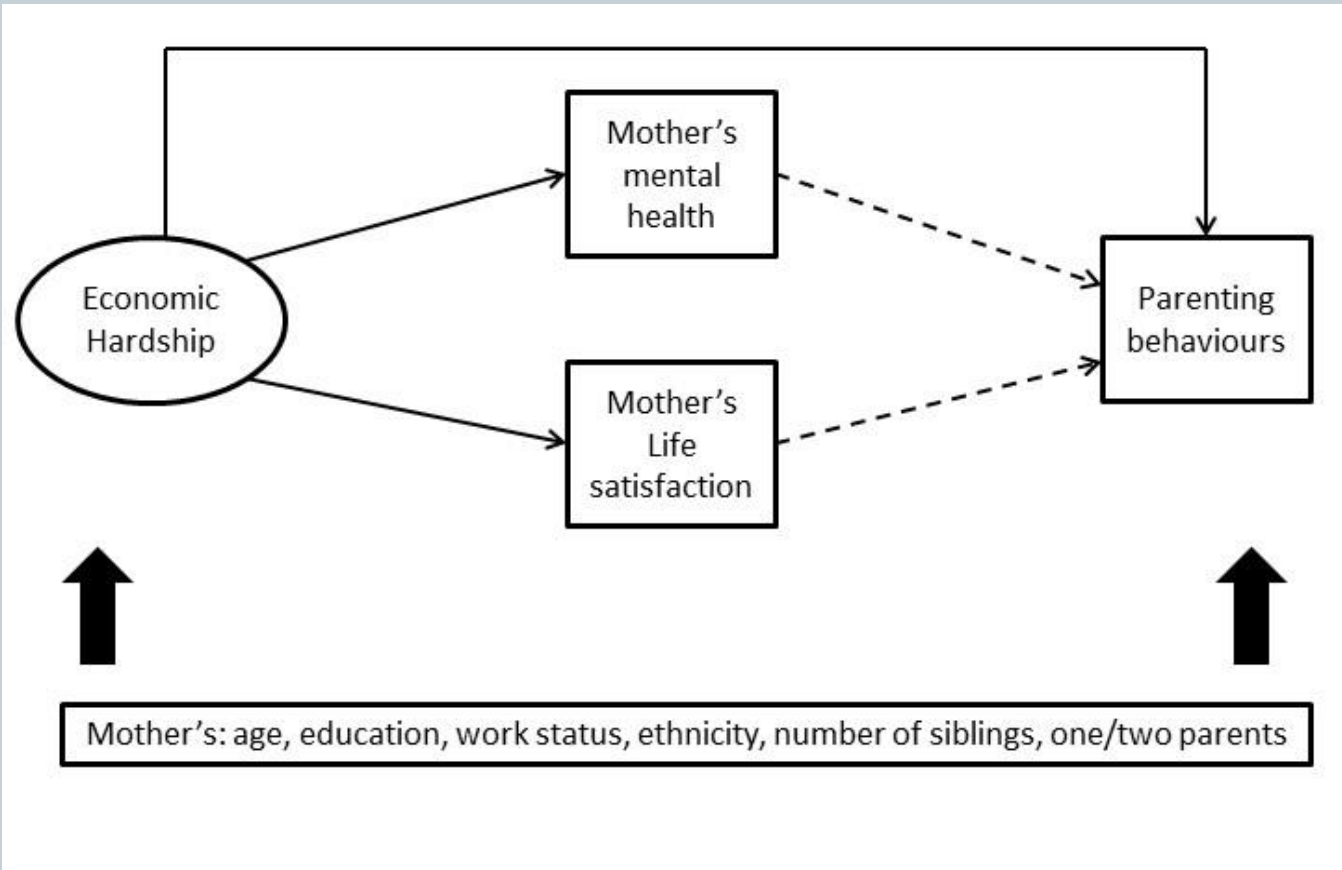 Mother’s
mental
health
Economic
Hardship
Parenting
behaviours
Mother’s
Life
satisfaction
Mother’s: age, education, work status, ethnicity, number of siblings, one/two parents